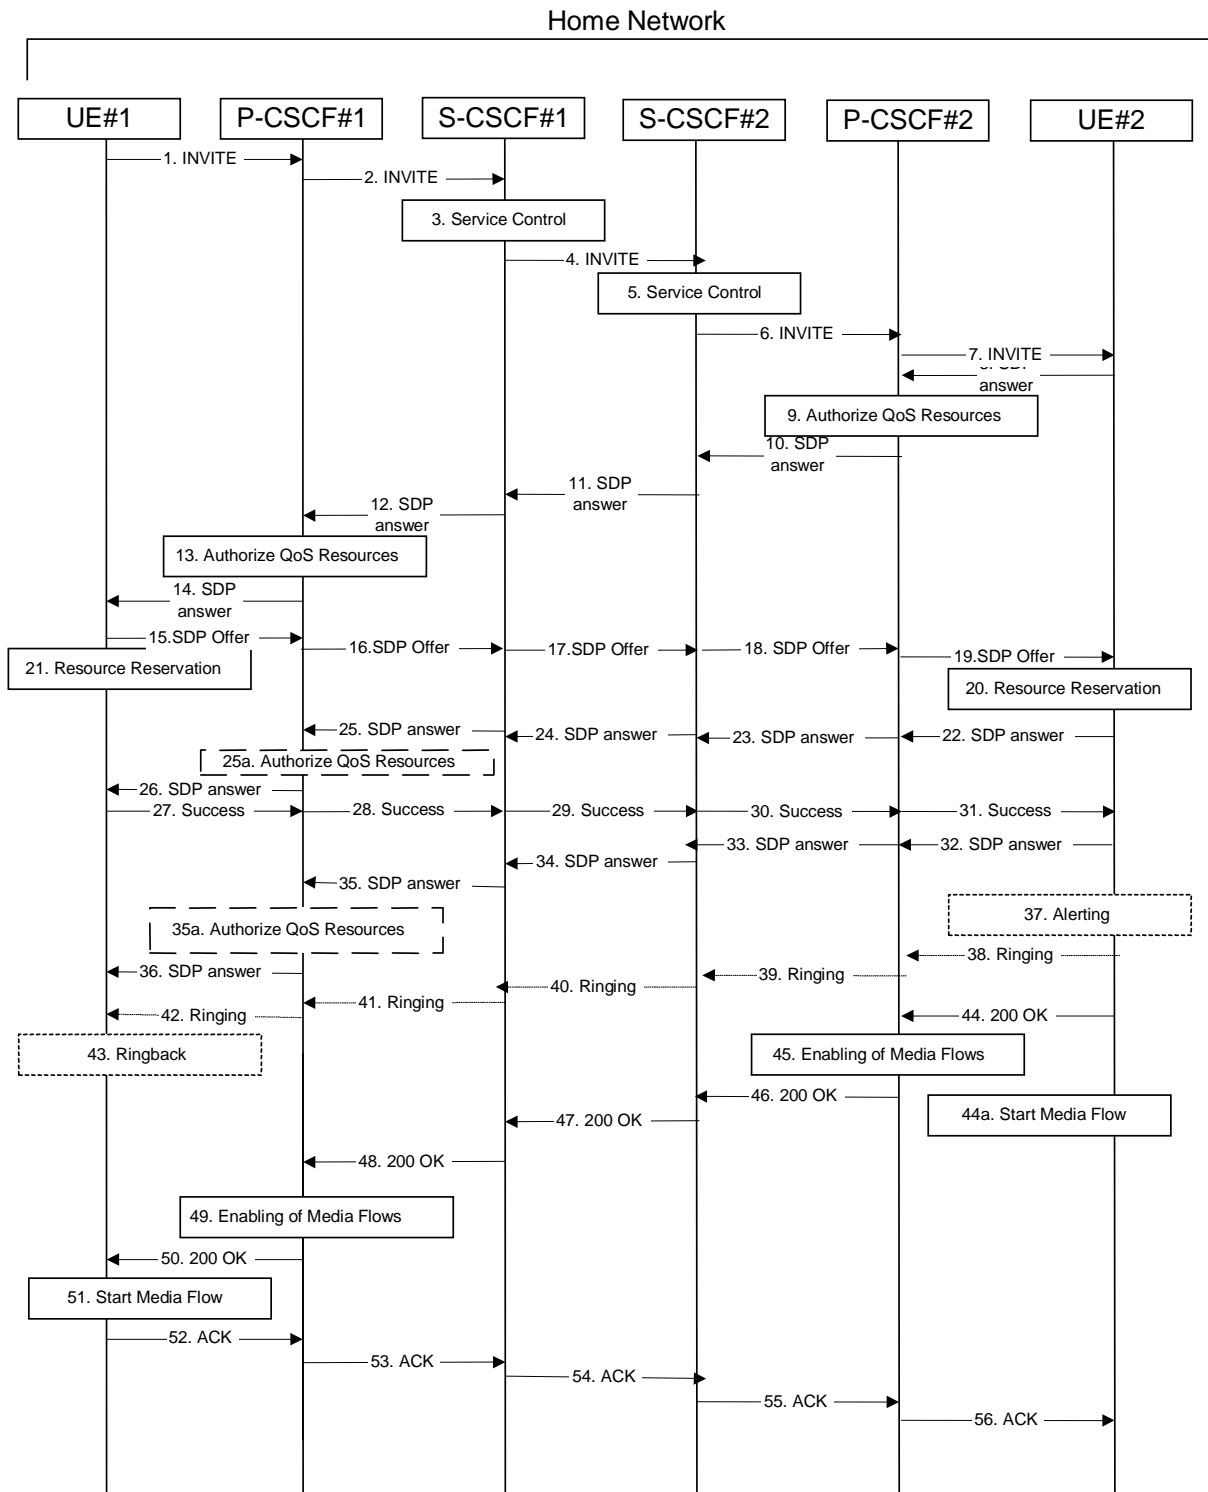 Home Network
UE#1
P-CSCF#1
S-CSCF#1
S-CSCF#2
P-CSCF#2
UE#2
1. INVITE
2. INVITE
3. Service Control
4. INVITE
5. Service Control
6. INVITE
7. INVITE
SDP
answer
9. Authorize QoS Resources
10. SDP
answer
11. SDP
answer
12. SDP
answer
13. Authorize QoS Resources
14. SDP
answer
15.SDP Offer
16.SDP Offer
17.SDP Offer
18. SDP Offer
19.SDP Offer
21. Resource Reservation
20. Resource Reservation
25. SDP answer
24. SDP answer
23. SDP answer
22. SDP answer
25a. Authorize QoS Resources
26. SDP answer
27. Success
28. Success
29. Success
30. Success
31. Success
33. SDP answer
32. SDP answer
34. SDP answer
35. SDP answer
35a. Authorize QoS Resources
37. Alerting
36. SDP answer
38. Ringing
39. Ringing
40. Ringing
41. Ringing
42. Ringing
44. 200 OK
43. Ringback
45. Enabling of Media Flows
46. 200 OK
44a. Start Media Flow
47. 200 OK
48. 200 OK
49. Enabling of Media Flows
50. 200 OK
51. Start Media Flow
52. ACK
53. ACK
54. ACK
55. ACK
56. ACK